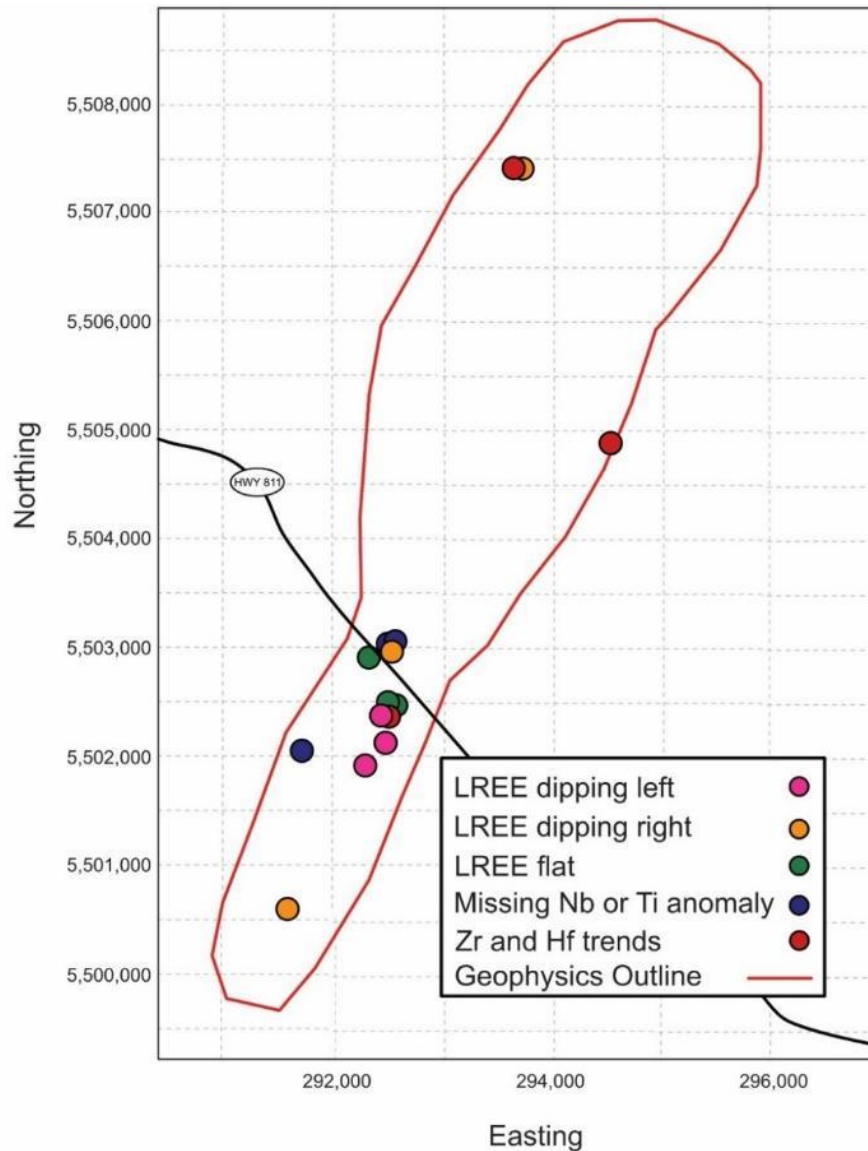 5,508,000
5,507,000
5,506,000
5,505,000
HWY 811
5,504,000
5,503,000
5,502,000
5,501,000
5,500,000
Northing
LREE dipping left
LREE dipping right
LREE flat
Missing Nb or Ti anomaly
Zr and Hf trends
Geophysics Outline
292,000
294,000
296,000
Easting